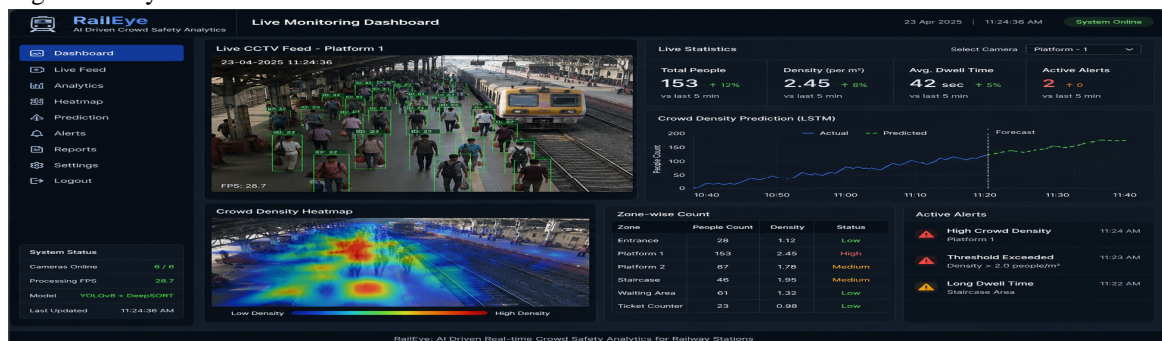 RailEye
AI Driven Crowd Safety Analytics
Live Monitoring Dashboard
23 Apr 2025 | 11:24:36 AM
System Online
Dashboard
Live Feed
Analytics
Heatmap
Prediction
Alerts
Reports
Settings
Logout
System Status
Cameras Online 6 / 6
Processing FPS 28.7
Model YOLOv8 + DeepSORT
Last Updated 11:24:36 AM
Live CCTV Feed - Platform 1
23-04-2025 11:24:36
FPS: 28.7
Live Statistics
Select Camera Platform - 1
Total People
153 + 12%
vs last 5 min
Density (per m²)
2.45 + 8%
vs last 5 min
Avg. Dwell Time
42 sec + 5%
vs last 5 min
Active Alerts
2 + 0
vs last 5 min
Crowd Density Prediction (LSTM)
Actual Predicted Forecast
People Count
200
150
100
50
0
10:40 10:50 11:00 11:10 11:20 11:30 11:40
Crowd Density Heatmap
Low Density High Density
Zone-wise Count
Zone People Count Density Status
Entrance 28 1.12 Low
Platform 1 153 2.45 High
Platform 2 87 1.78 Medium
Staircase 46 1.95 Medium
Waiting Area 61 1.32 Low
Ticket Counter 23 0.98 Low
Active Alerts
High Crowd Density 11:24 AM
Platform 1
Threshold Exceeded 11:23 AM
Density > 2.0 people/m²
Long Dwell Time 11:22 AM
Staircase Area
RailEye: AI Driven Real-time Crowd Safety Analytics for Railway Stations